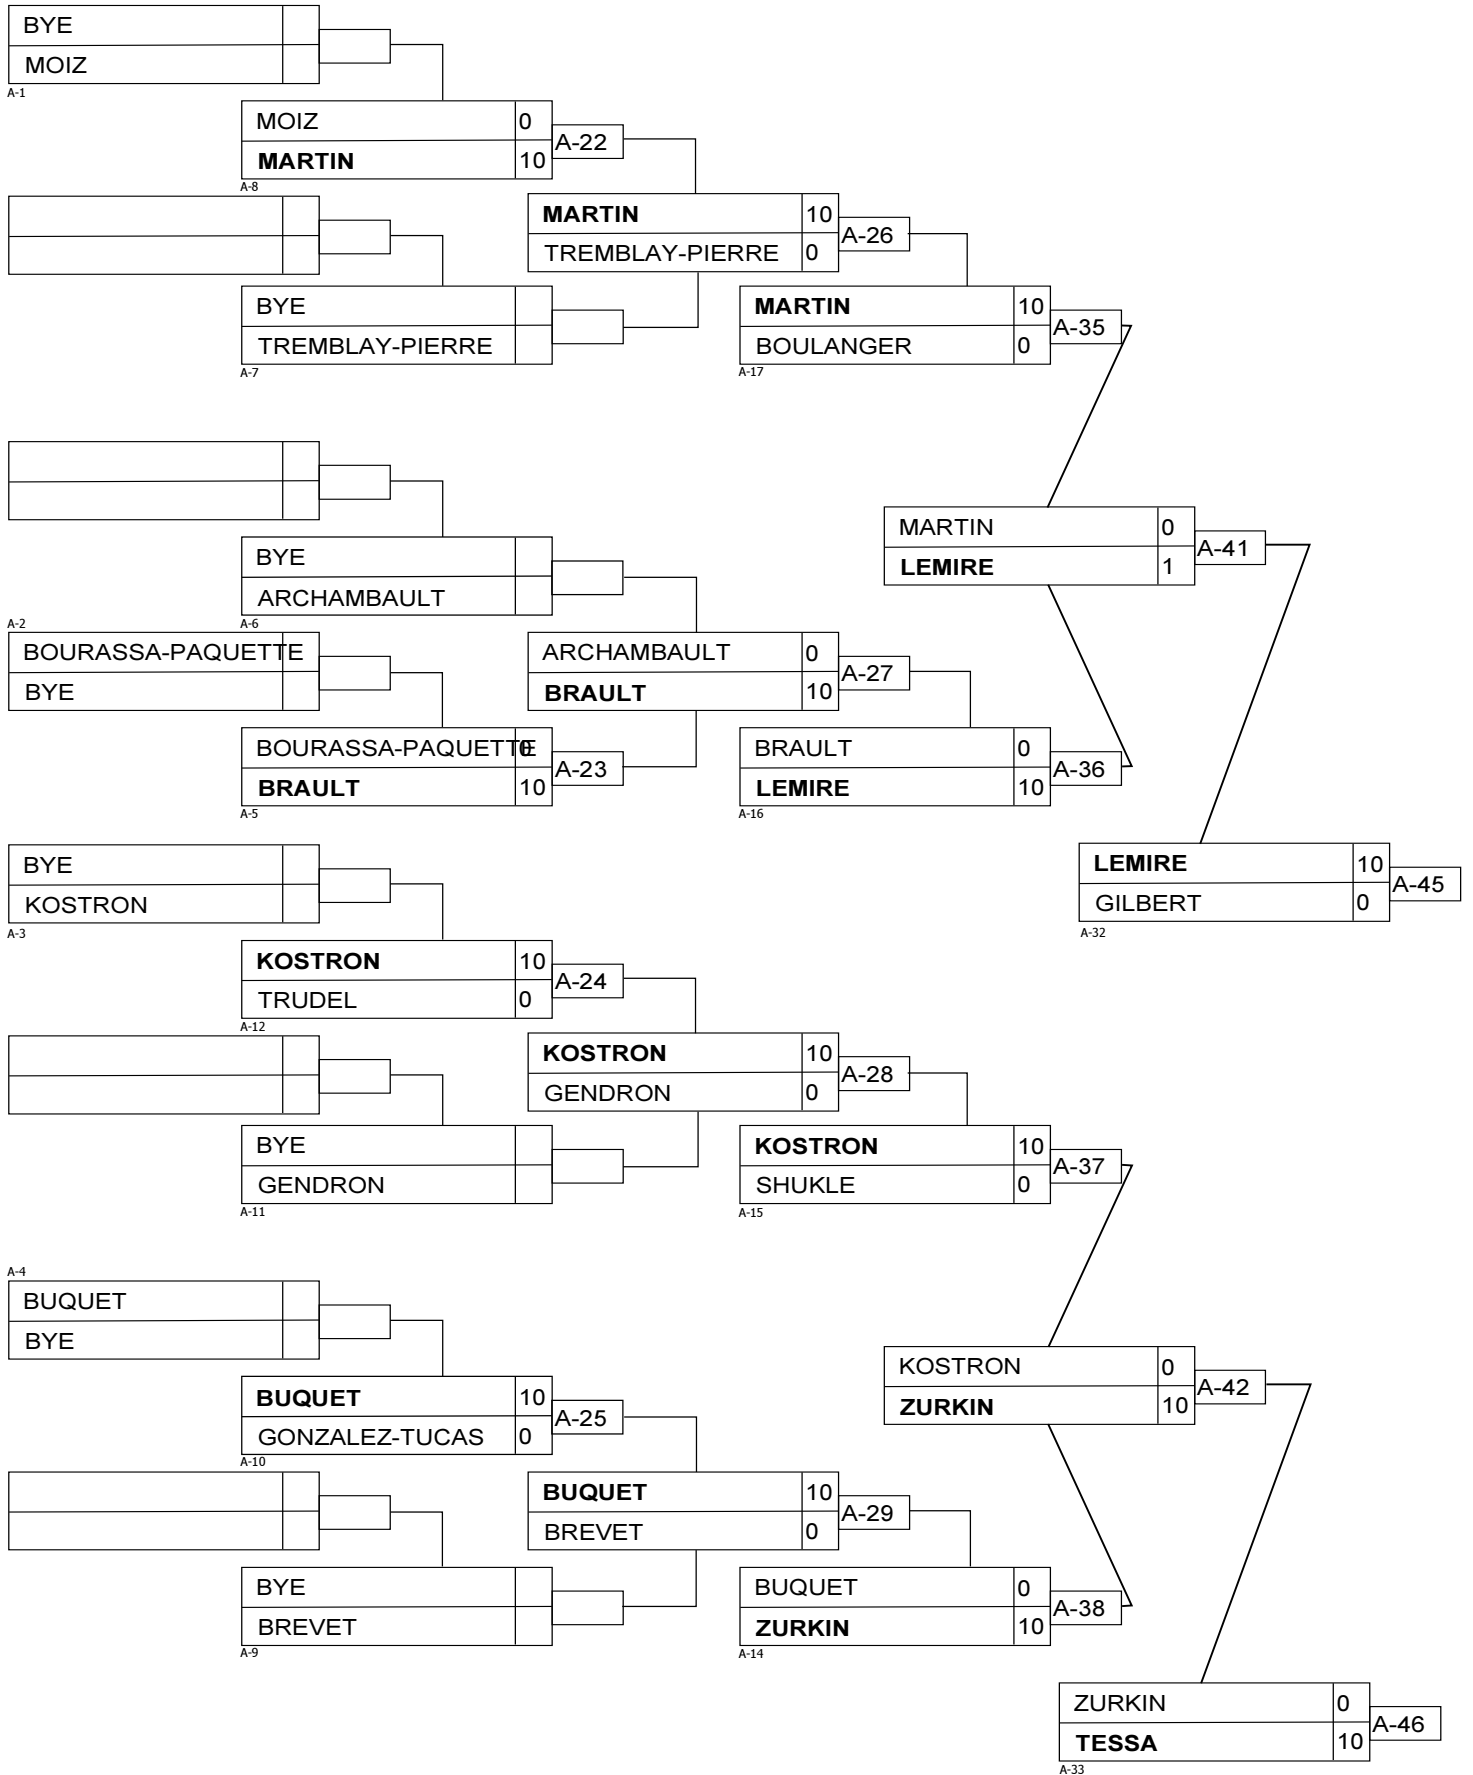 BYE
MOIZ
A-1
MOIZ 0
MARTIN 10
A-22
A-8
MARTIN 10
TREMBLAY-PIERRE 0
A-26
BYE
TREMBLAY-PIERRE
A-7
MARTIN 10
BOULANGER 0
A-35
A-17
BYE
ARCHAMBAULT
A-6
MARTIN 0
LEMIRE 1
A-41
A-2
BOURASSA-PAQUETTE
BYE
ARCHAMBAULT 0
BRAULT 10
A-27
BOURASSA-PAQUETTE 0
BRAULT 10
A-23
A-5
BRAULT 0
LEMIRE 10
A-36
A-16
BYE
KOSTRON
A-3
LEMIRE 10
GILBERT 0
A-45
A-32
KOSTRON 10
TRUDEL 0
A-24
A-12
KOSTRON 10
GENDRON 0
A-28
BYE
GENDRON
A-11
KOSTRON 10
SHUKLE 0
A-37
A-15
A-4
BUQUET
BYE
KOSTRON 0
ZURKIN 10
A-42
BUQUET 10
GONZALEZ-TUCAS 0
A-25
A-10
BUQUET 10
BREVET 0
A-29
BYE
BREVET
A-9
BUQUET 0
ZURKIN 10
A-38
A-14
ZURKIN 0
TESSA 10
A-46
A-33